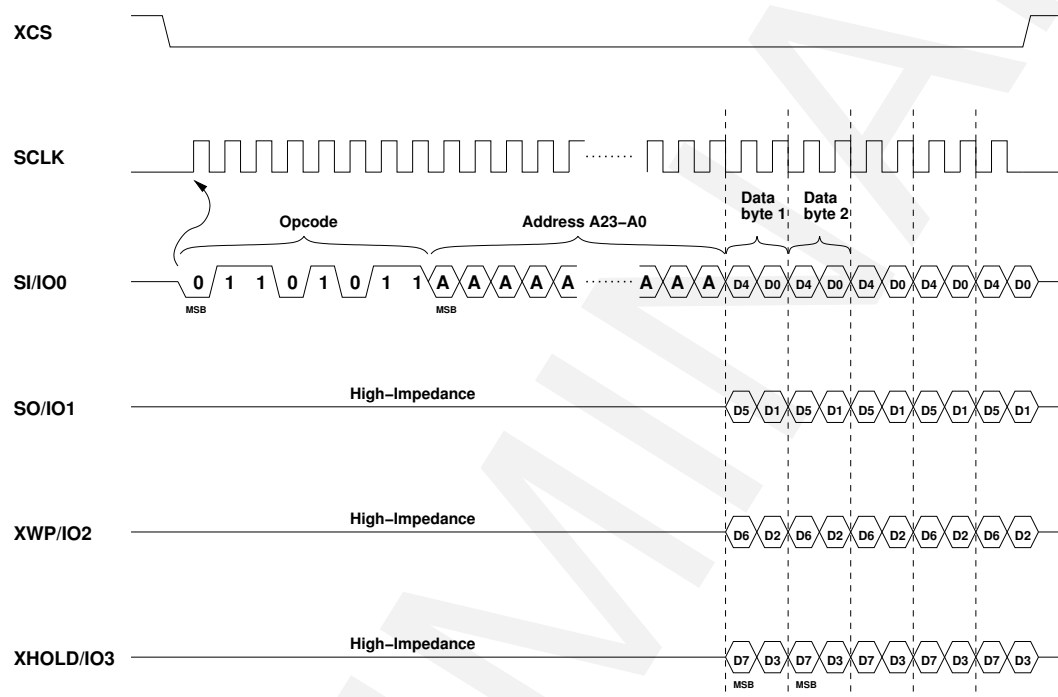 XCS
SCLK
Opcode
Address A23−A0
Data byte 1
Data byte 2
SI/IO0
0 1 1 0 1 0 1 1 A A A A A ........ A A A D4 D0 D4 D0 D4 D0 D4 D0 D4 D0
MSB
MSB
SO/IO1
High−Impedance
D5 D1 D5 D1 D5 D1 D5 D1 D5 D1
XWP/IO2
High−Impedance
D6 D2 D6 D2 D6 D2 D6 D2 D6 D2
XHOLD/IO3
High−Impedance
D7 D3 D7 D3 D7 D3 D7 D3 D7 D3
MSB
MSB